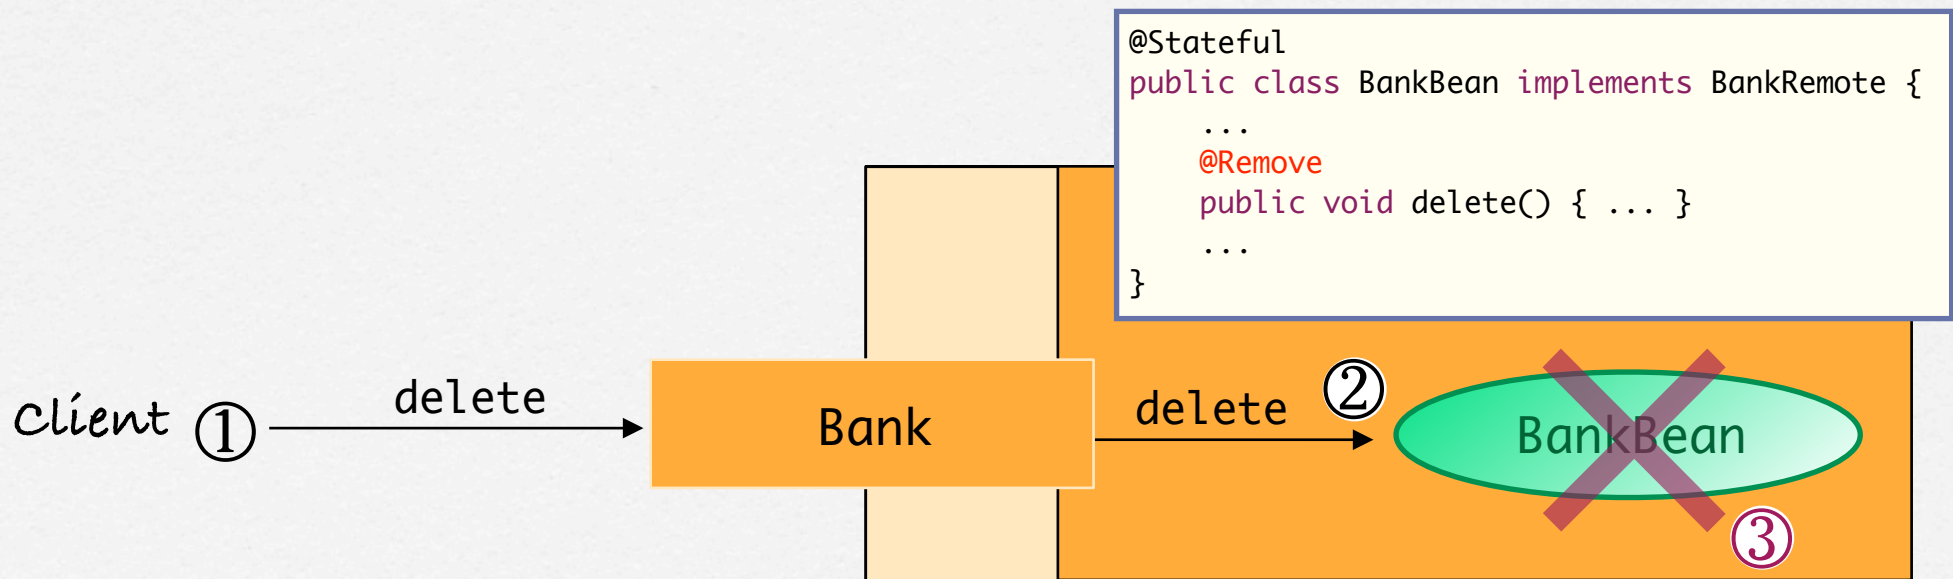 @Stateful
public class BankBean implements BankRemote {
...
@Remove
public void delete() { ... }
...
}
Client ① delete Bank delete ② BankBean
③